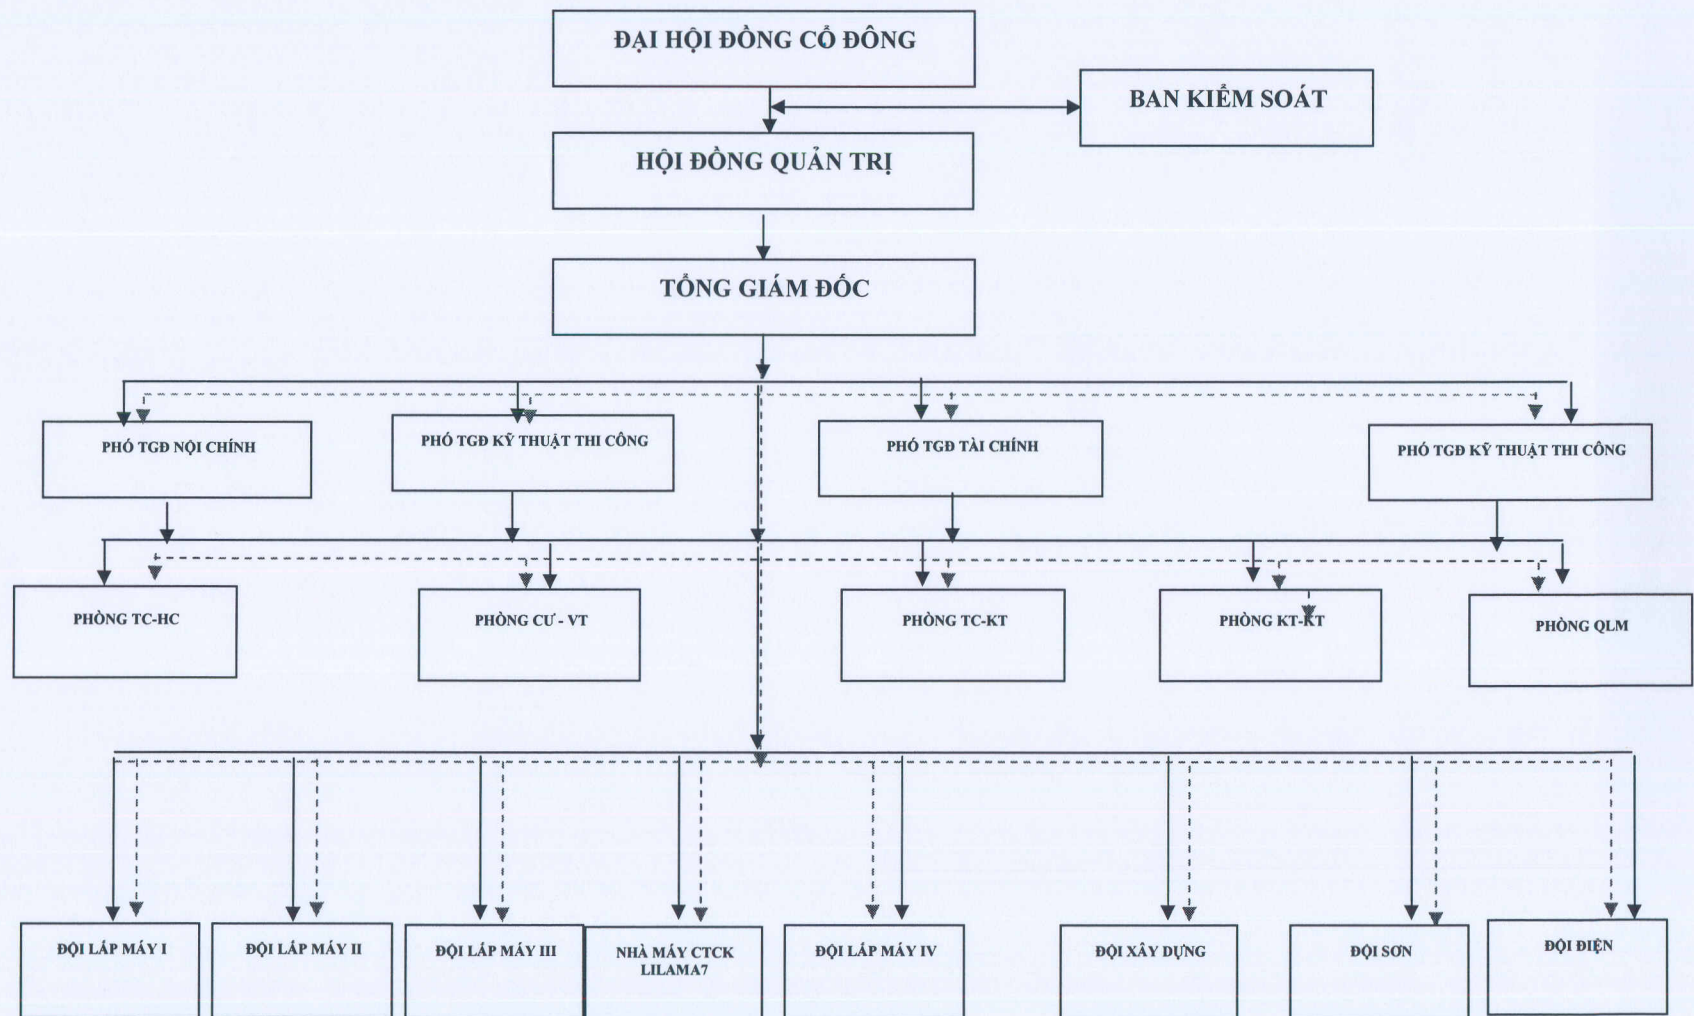 ĐẠI HỘI ĐỒNG CỔ ĐÔNG
BAN KIỂM SOÁT
HỘI ĐỒNG QUẢN TRỊ
TỔNG GIÁM ĐỐC
PHÓ TGĐ NỘI CHÍNH
PHÓ TGĐ KỸ THUẬT THI CÔNG
PHÓ TGĐ TÀI CHÍNH
PHÓ TGĐ KỸ THUẬT THI CÔNG
PHÒNG TC-HC
PHÒNG CƯ - VT
PHÒNG TC-KT
PHÒNG KT-KT
PHÒNG QLM
ĐỘI LẮP MÁY I
ĐỘI LẮP MÁY II
ĐỘI LẮP MÁY III
NHÀ MÁY CTCK
LILAMA7
ĐỘI LẮP MÁY IV
ĐỘI XÂY DỰNG
ĐỘI SƠN
ĐỘI ĐIỆN